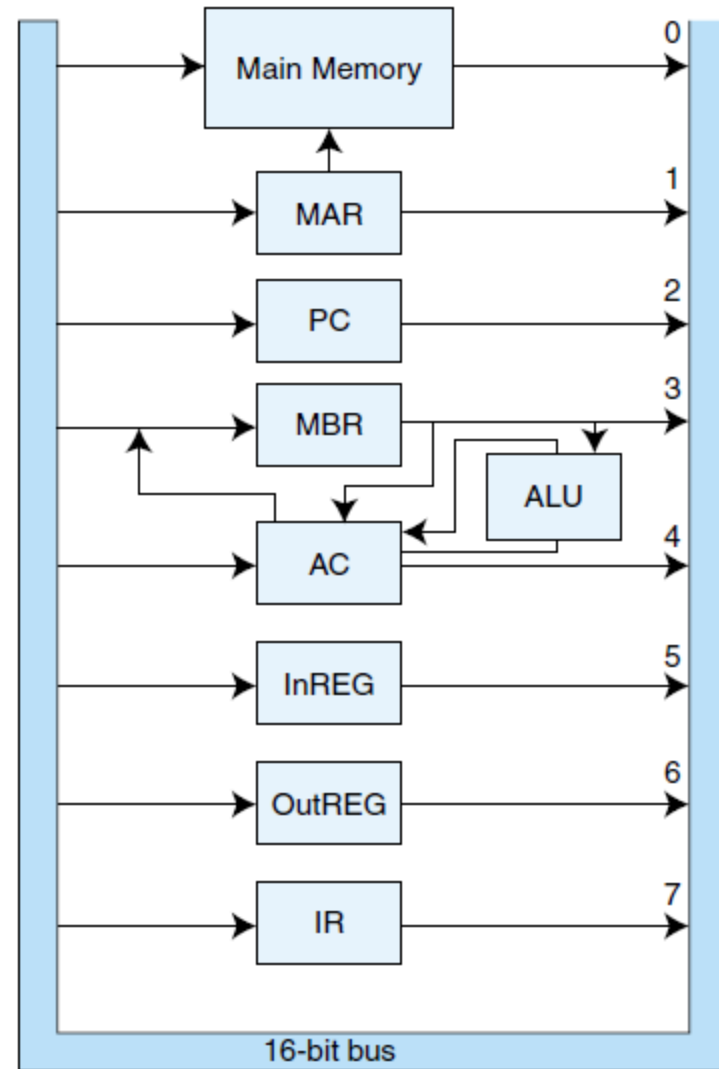 0
Main Memory
1
MAR
2
PC
3
MBR
ALU
4
AC
5
InREG
6
OutREG
7
IR
16-bit bus